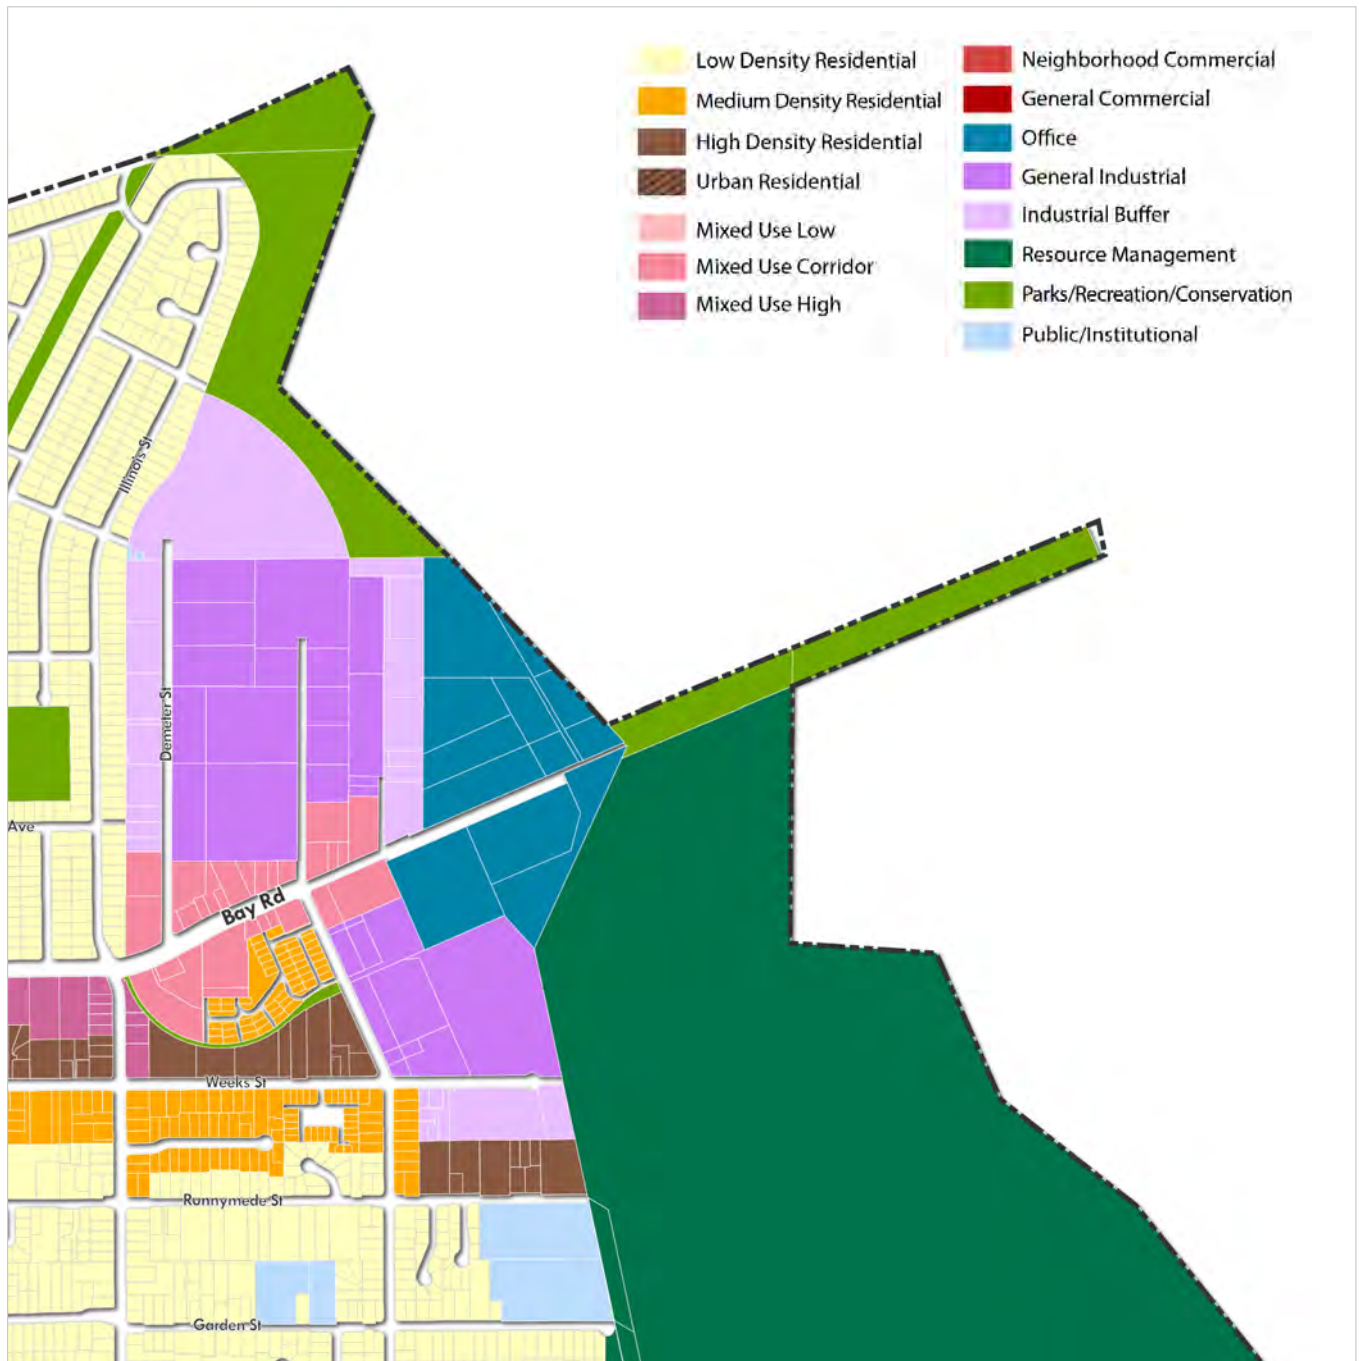 Low Density Residential
Medium Density Residential
High Density Residential
Urban Residential
Mixed Use Low
Mixed Use Corridor
Mixed Use High
Neighborhood Commercial
General Commercial
Office
General Industrial
Industrial Buffer
Resource Management
Parks/Recreation/Conservation
Public/Institutional
Illinois St
Demeter St
Ave
Bay Rd
Weeks St
Runnymede St
Garden St